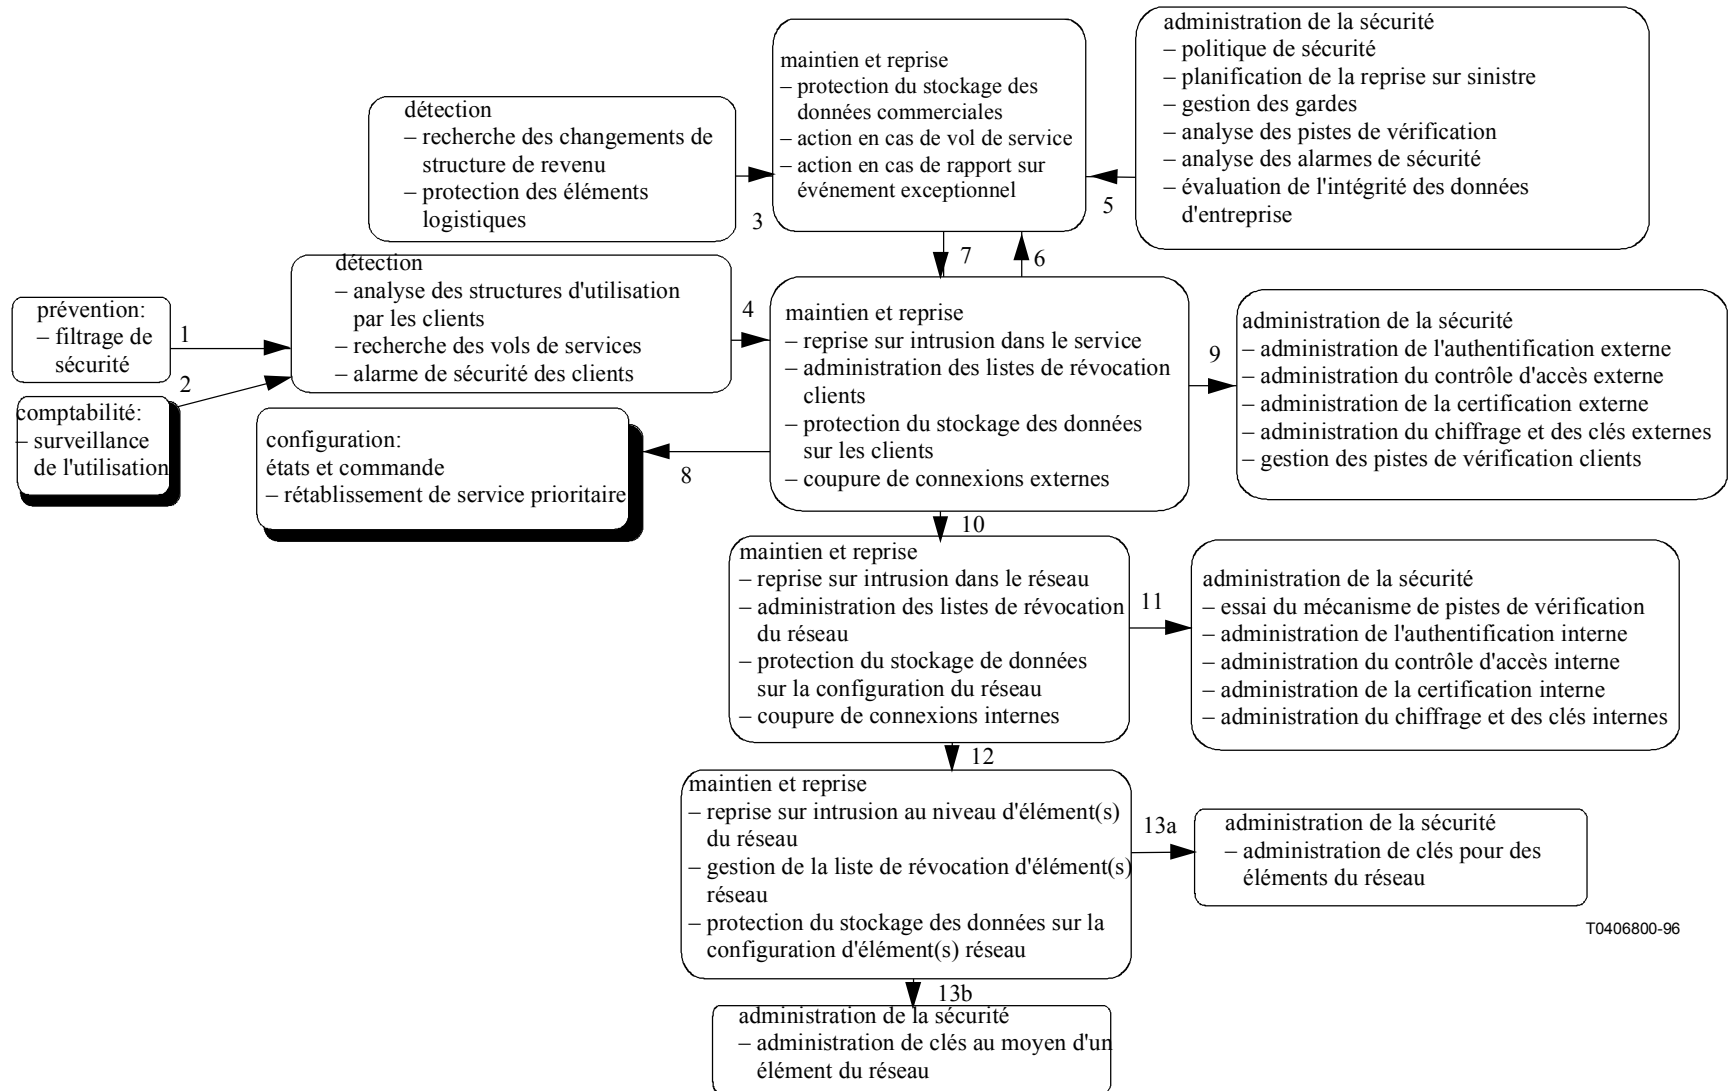 administration de la sécurité
– politique de sécurité
– planification de la reprise sur sinistre
– gestion des gardes
– analyse des pistes de vérification
– analyse des alarmes de sécurité
– évaluation de l'intégrité des données
d'entreprise
maintien et reprise
– protection du stockage des
données commerciales
– action en cas de vol de service
– action en cas de rapport sur
événement exceptionnel
détection
– recherche des changements de
structure de revenu
– protection des éléments
logistiques
3
5
7
6
détection
– analyse des structures d'utilisation
par les clients
– recherche des vols de services
– alarme de sécurité des clients
prévention:
– filtrage de
sécurité
1
2
4
comptabilité:
– surveillance
de l'utilisation
configuration:
états et commande
– rétablissement de service prioritaire
8
maintien et reprise
– reprise sur intrusion dans le service
– administration des listes de révocation
clients
– protection du stockage des données
sur les clients
– coupure de connexions externes
9
administration de la sécurité
– administration de l'authentification externe
– administration du contrôle d'accès externe
– administration de la certification externe
– administration du chiffrage et des clés externes
– gestion des pistes de vérification clients
10
maintien et reprise
– reprise sur intrusion dans le réseau
– administration des listes de révocation
du réseau
– protection du stockage de données
sur la configuration du réseau
– coupure de connexions internes
11
administration de la sécurité
– essai du mécanisme de pistes de vérification
– administration de l'authentification interne
– administration du contrôle d'accès interne
– administration de la certification interne
– administration du chiffrage et des clés internes
12
maintien et reprise
– reprise sur intrusion au niveau d'élément(s)
du réseau
– gestion de la liste de révocation d'élément(s)
réseau
– protection du stockage des données sur la
configuration d'élément(s) réseau
13a
administration de la sécurité
– administration de clés pour des
éléments du réseau
T0406800-96
13b
administration de la sécurité
– administration de clés au moyen d'un
élément du réseau